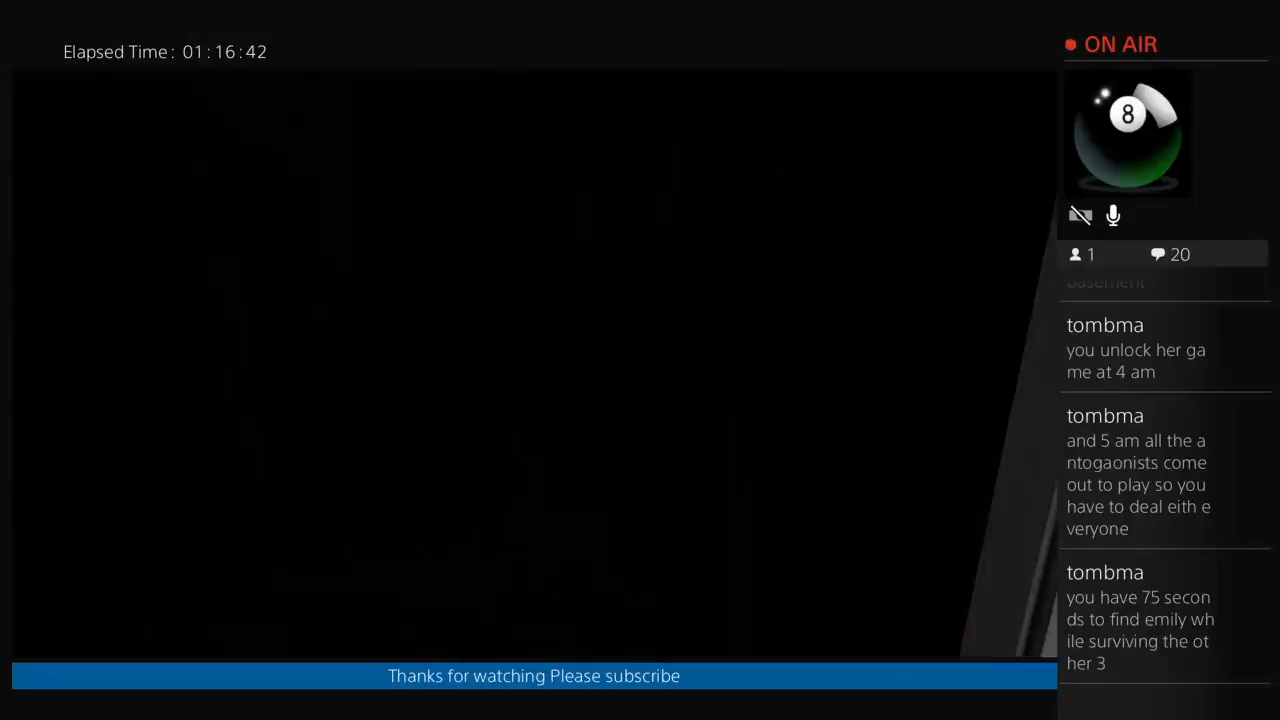 Elapsed Time: 01:16:42
ON AIR
8
1 20
basement
tombma
you unlock her ga
me at 4 am
tombma
and 5 am all the a
ntogaonists come
out to play so you
have to deal eith e
veryone
tombma
you have 75 secon
ds to find emily wh
ile surviving the ot
her 3
Thanks for watching Please subscribe